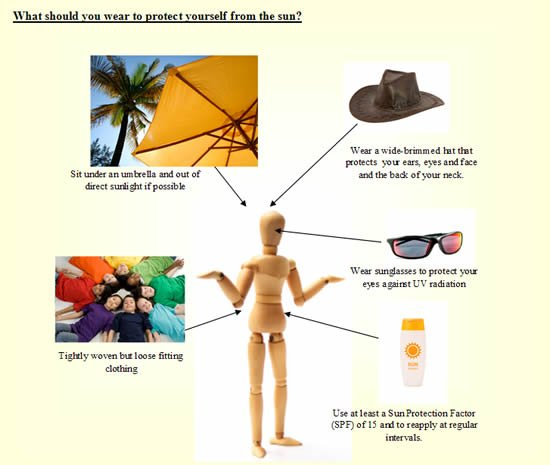 What should you wear to protect yourself from the sun?
Sit under an umbrella and out of
direct sunlight if possible
Wear a wide-brimmed hat that
protects your ears, eyes and face
and the back of your neck.
Wear sunglasses to protect your
eyes against UV radiation
Tightly woven but loose fitting
clothing
SUN
Use at least a Sun Protection Factor
(SPF) of 15 and to reapply at regular
intervals.